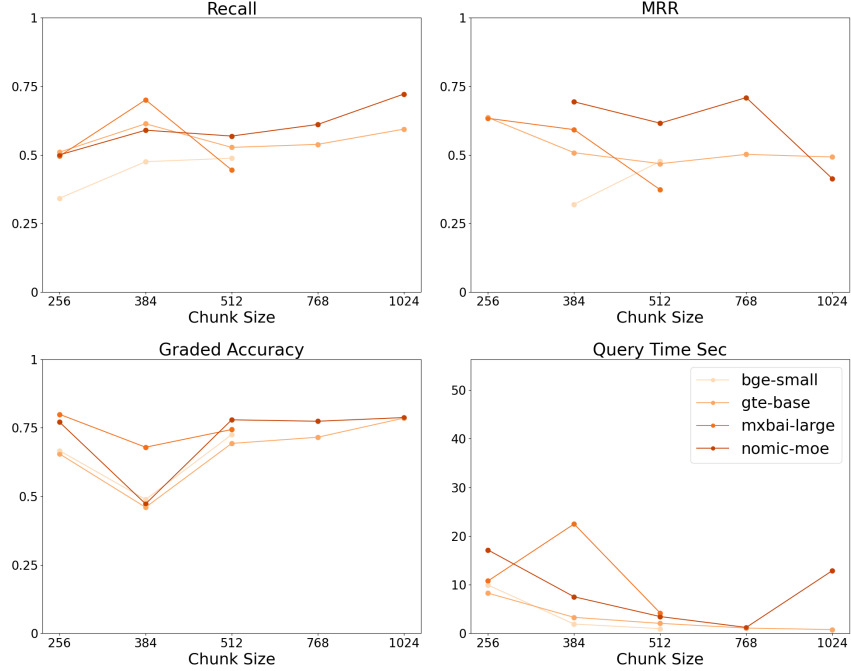 Recall
1
0.75
0.5
0.25
0
256 384 512 768 1024
Chunk Size
MRR
1
0.75
0.5
0.25
0
256 384 512 768 1024
Chunk Size
Graded Accuracy
1
0.75
0.5
0.25
0
256 384 512 768 1024
Chunk Size
Query Time Sec
50
40
30
20
10
0
256 384 512 768 1024
Chunk Size
bge-small
gte-base
mxbai-large
nomic-moe